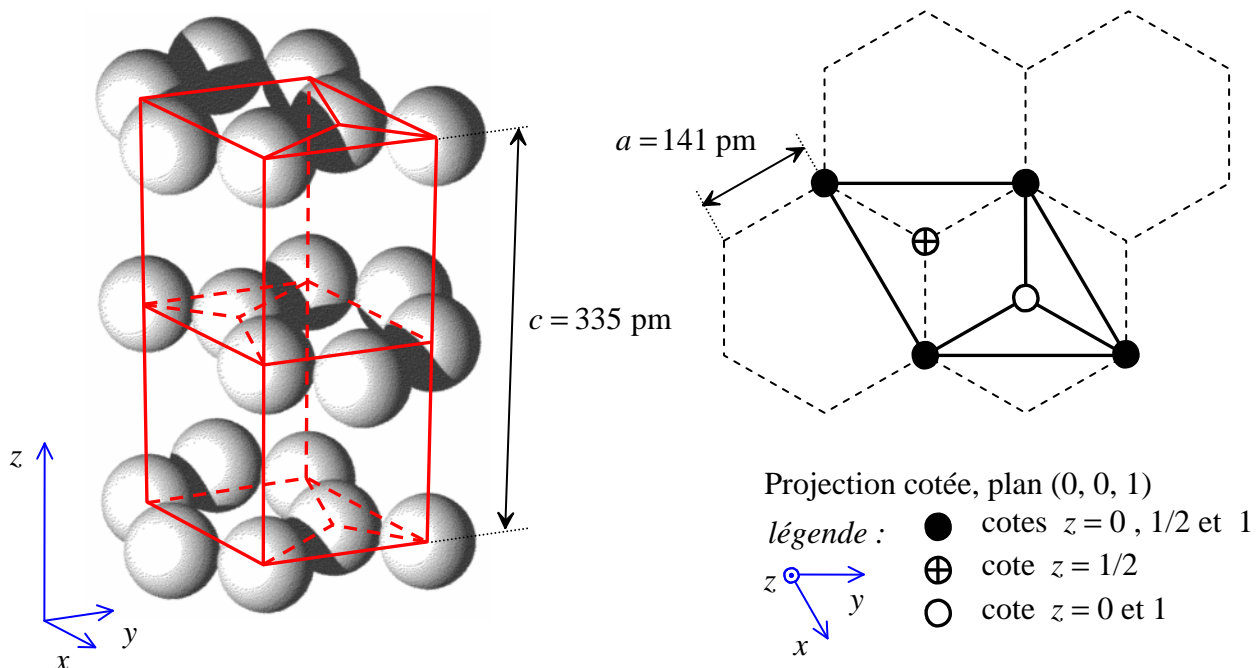 a = 141 pm
c = 335 pm
z
y
x
Projection cotée, plan (0, 0, 1)
légende :
cotes z = 0 , 1/2 et 1
cote z = 1/2
cote z = 0 et 1
z
y
x